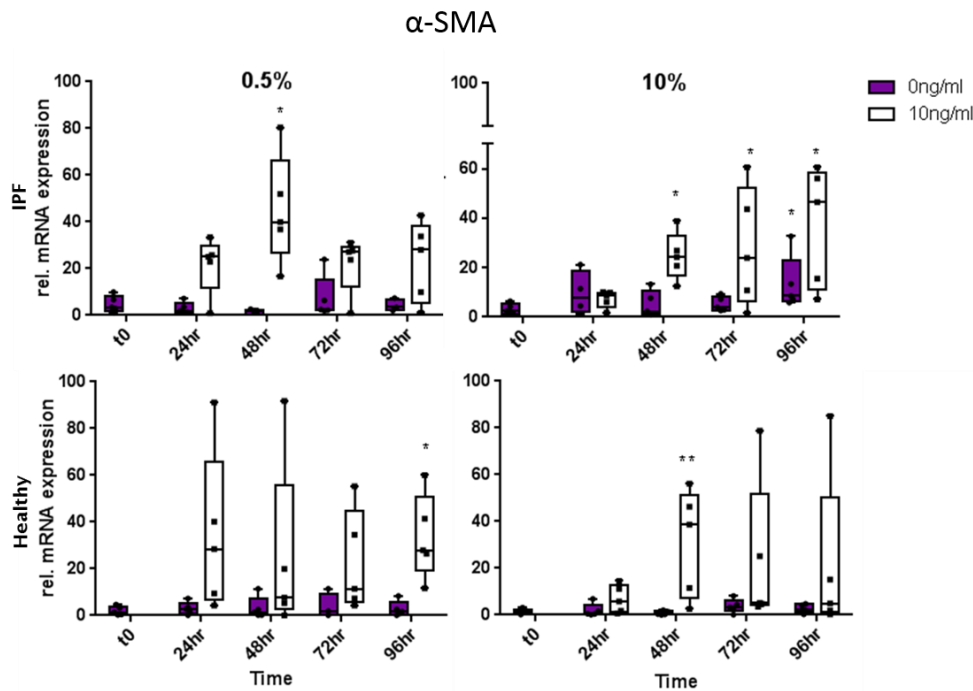 α-SMA
0.5%
10%
0ng/ml
10ng/ml
IPF
rel. mRNA expression
100
80
60
40
20
0
*
t0
24hr
48hr
72hr
96hr
100
60
40
20
0
*
*
*
*
t0
24hr
48hr
72hr
96hr
Healthy
rel. mRNA expression
100
80
60
40
20
0
*
t0
24hr
48hr
72hr
96hr
Time
100
80
60
40
20
0
**
t0
24hr
48hr
72hr
96hr
Time